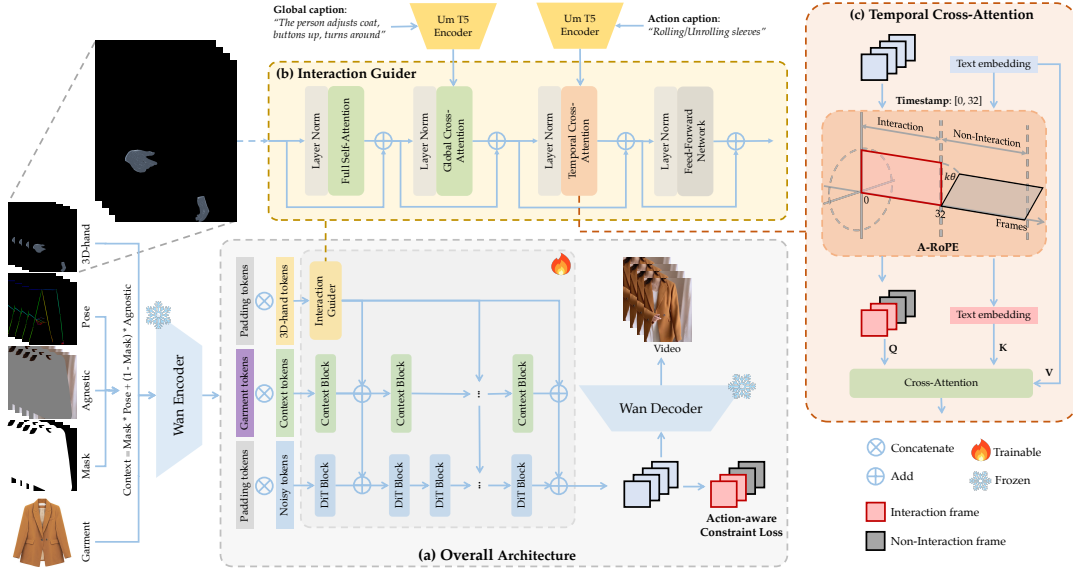 Global caption:
"The person adjusts coat,
buttons up, turns around"
Um T5
Encoder
Um T5
Encoder
Action caption:
"Rolling/Unrolling sleeves"
(b) Interaction Guider
Layer Norm
Full Self-Attention
Layer Norm
Global Cross-
Attention
Layer Norm
Temporal Cross-
Attention
Layer Norm
Feed-Forward
Network
(c) Temporal Cross-Attention
Text embedding
Timestamp: [0, 32]
Interaction
Non-Interaction
kθ
0
32
Frames
A-RoPE
Text embedding
Q
K
V
Cross-Attention
3D-hand
Pose
Agnostic
Mask
Garment
Context = Mask * Pose + (1 - Mask) * Agnostic
Wan Encoder
Padding tokens
3D-hand tokens
Interaction
Guider
Garment tokens
Context tokens
Context Block
Context Block
...
Context Block
Padding tokens
Noisy tokens
DiT Block
DiT Block
DiT Block
...
DiT Block
Video
Wan Decoder
Action-aware
Constraint Loss
(a) Overall Architecture
Concatenate
Trainable
Add
Frozen
Interaction frame
Non-Interaction frame